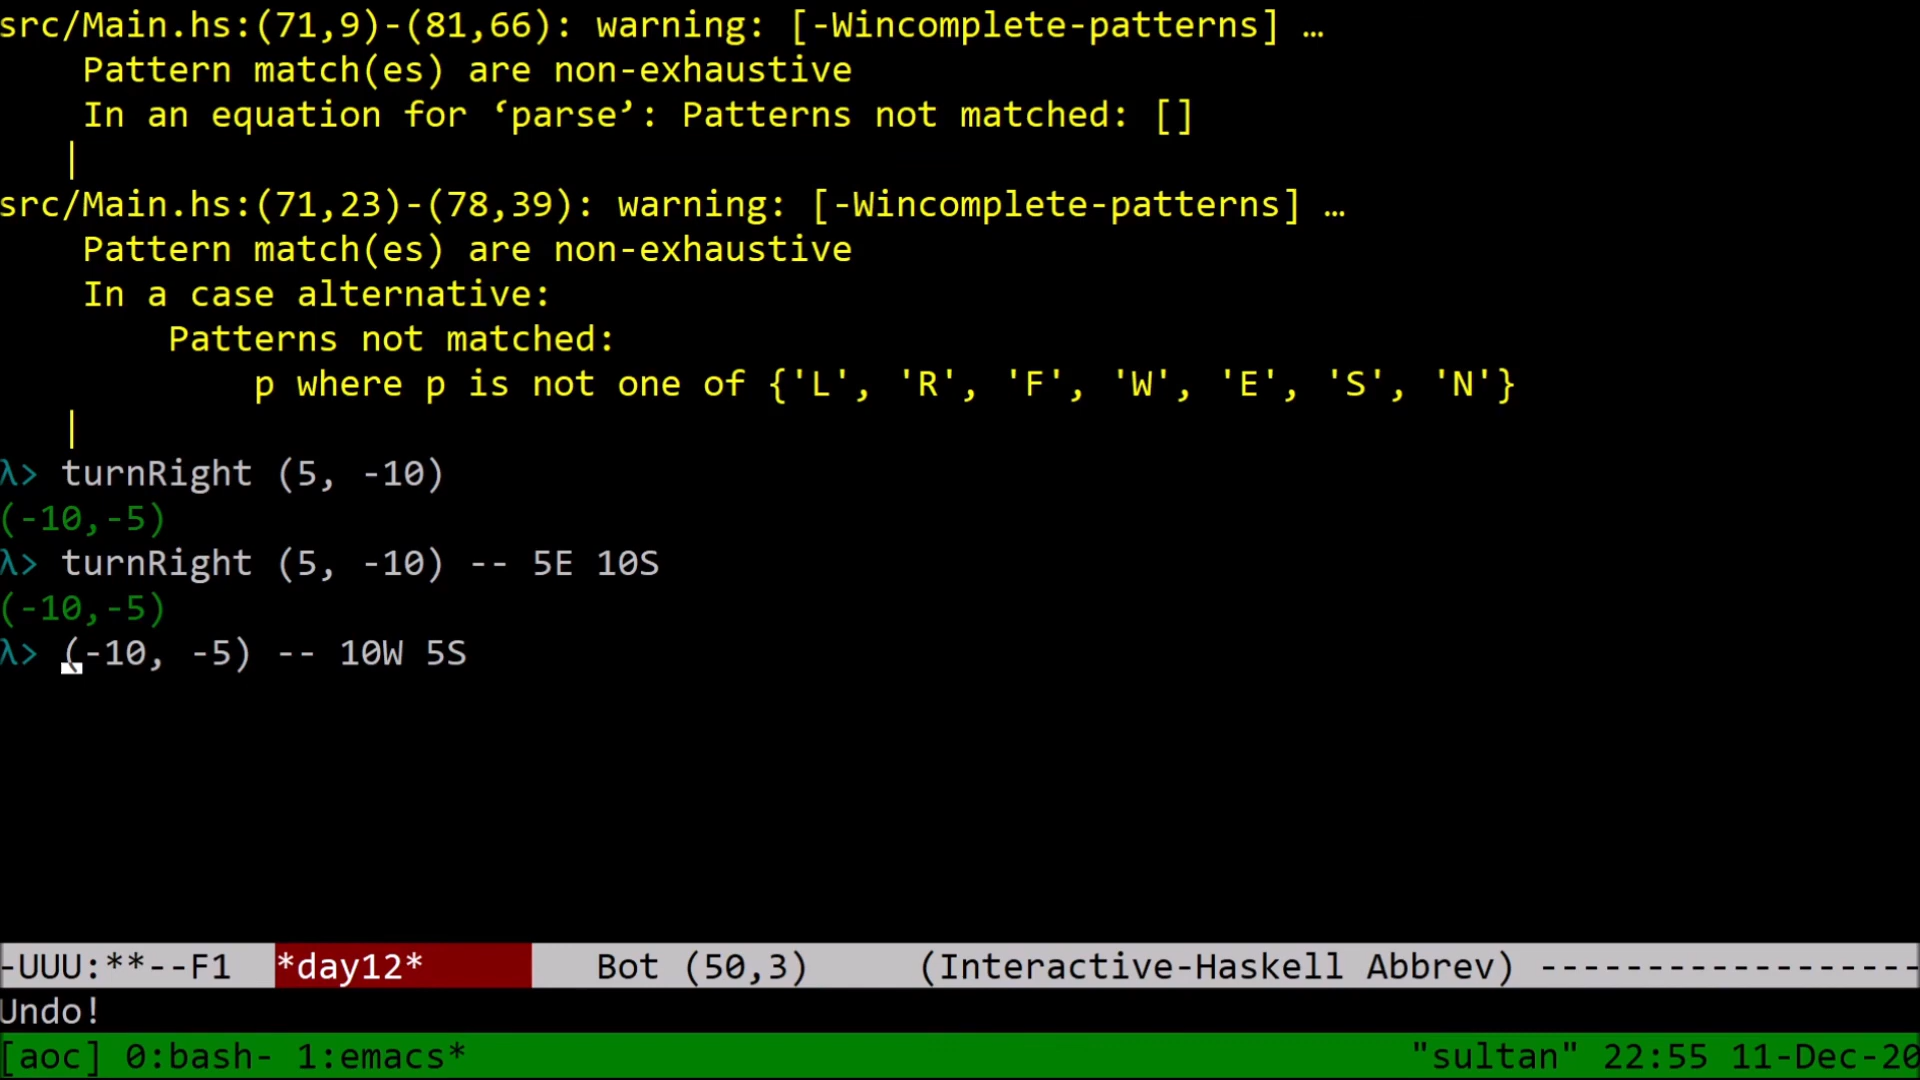 src/Main.hs:(71,9)-(81,66): warning: [-Wincomplete-patterns] …
Pattern match(es) are non-exhaustive
In an equation for ‘parse’: Patterns not matched: []
|
src/Main.hs:(71,23)-(78,39): warning: [-Wincomplete-patterns] …
Pattern match(es) are non-exhaustive
In a case alternative:
Patterns not matched:
p where p is not one of {'L', 'R', 'F', 'W', 'E', 'S', 'N'}
|
λ> turnRight (5, -10)
(-10,-5)
λ> turnRight (5, -10) -- 5E 10S
(-10,-5)
λ> (-10, -5) -- 10W 5S
-UUU:**--F1 *day12* Bot (50,3) (Interactive-Haskell Abbrev) ------------------
Undo!
[aoc] 0:bash- 1:emacs* "sultan" 22:55 11-Dec-20